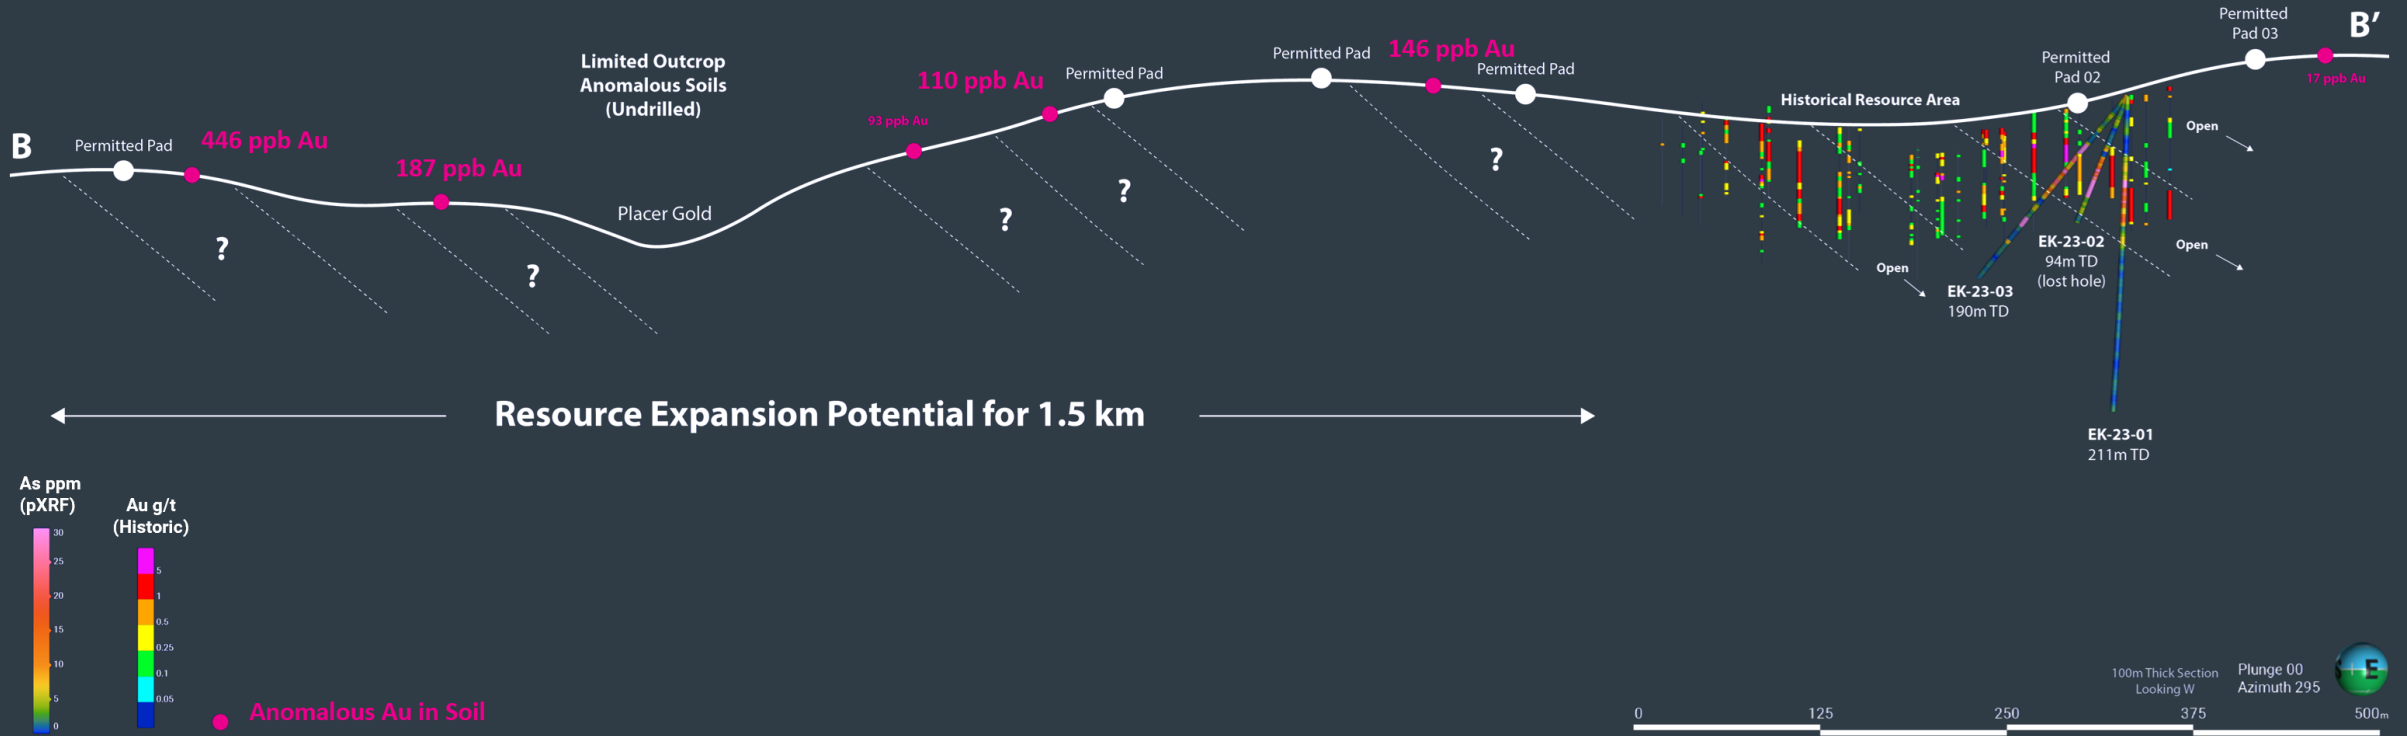 Permitted
Pad 03
B’
17 ppb Au
Permitted
Pad 02
Permitted Pad
146 ppb Au
Permitted Pad
Limited Outcrop
Anomalous Soils
(Undrilled)
110 ppb Au
Permitted Pad
Historical Resource Area
93 ppb Au
Open
B
Permitted Pad
446 ppb Au
187 ppb Au
Placer Gold
?
?
?
?
?
Open
Open
EK-23-02
94m TD
(lost hole)
EK-23-03
190m TD
EK-23-01
211m TD
Resource Expansion Potential for 1.5 km
As ppm
(pXRF)
30
25
20
15
10
5
0
Au g/t
(Historic)
5
1
0.5
0.25
0.1
0.05
Anomalous Au in Soil
100m Thick Section
Looking W
Plunge 00
Azimuth 295
E
0 125 250 375 500m